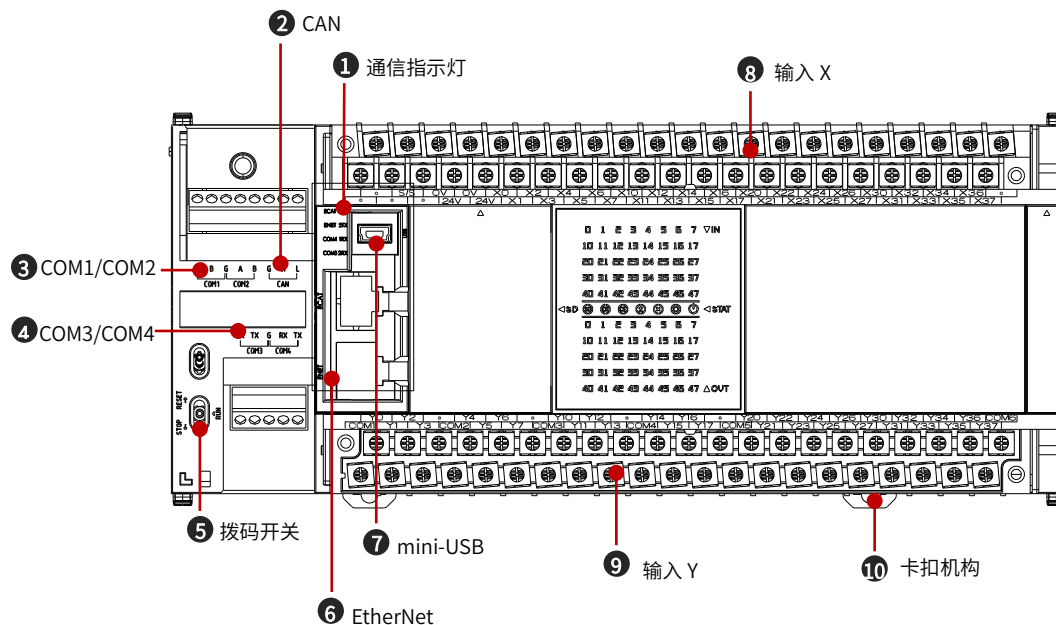 2 CAN
1 通信指示灯
8 输入 X
3 COM1/COM2
4 COM3/COM4
5 拨码开关
6 EtherNet
7 mini-USB
9 输入 Y
10 卡扣机构
S/S 0V 0V X0 X2 X4 X6 X10 X12 X14 X16 X20 X22 X24 X26 X30 X32 X34 X36
24V 24V X1 X3 X5 X7 X11 X13 X15 X17 X21 X23 X25 X27 X31 X33 X35 X37
ECAT
USB
B G A B G L
COM1 COM2 CAN
TX G RX TX
COM3 COM4
ECAT
ENET
RESET
STOP
RUN
0 1 2 3 4 5 6 7 ▽IN
10 11 12 13 14 15 16 17
20 21 22 23 24 25 26 27
30 31 32 33 34 35 36 37
40 41 42 43 44 45 46 47
◁SD ◁STAT
0 1 2 3 4 5 6 7
10 11 12 13 14 15 16 17
20 21 22 23 24 25 26 27
30 31 32 33 34 35 36 37
40 41 42 43 44 45 46 47 △OUT
Y0 Y2 Y4 Y6 Y10 Y12 Y14 Y16 Y20 Y22 Y24 Y26 Y30 Y32 Y34 Y36 COM6
COM1 Y1 Y3 COM2 Y5 Y7 COM3 Y11 Y13 COM4 Y15 Y17 COM5 Y21 Y23 Y25 Y27 Y31 Y33 Y35 Y37